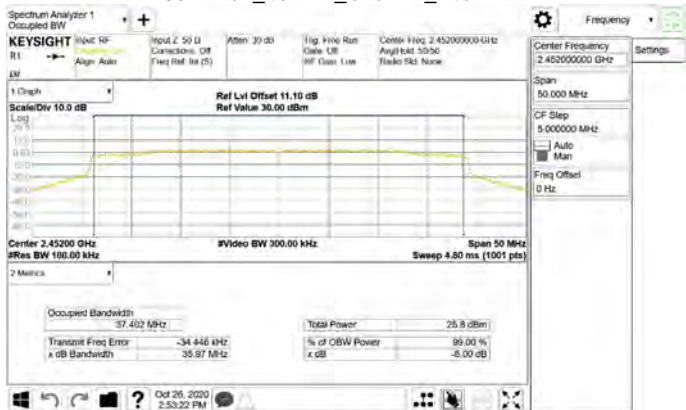 Spectrum Analyzer 1
Occupied BW
+
Frequency
KEYSIGHT
Input: RF
Input Z: 50 Ω
Atten: 30 dB
Trig: Free Run
Center Freq: 2.452000000 GHz
Corrections: Off
Gate: Off
Avg|Hold: 50/50
Align: Auto
Freq Ref: Int (S)
Radio Std: None
Center Frequency
2.452000000 GHz
Settings
Span
50.000 MHz
CF Step
5.000000 MHz
Auto
Man
Freq Offset
0 Hz
1 Graph
Scale/Div 10.0 dB
Ref Lvl Offset 11.10 dB
Ref Value 30.00 dBm
Log
Center 2.45200 GHz
#Video BW 300.00 kHz
Span 50 MHz
#Res BW 100.00 kHz
Sweep 4.80 ms (1001 pts)
2 Metrics
Occupied Bandwidth
37.402 MHz
Total Power
25.8 dBm
Transmit Freq Error
-34.446 kHz
% of OBW Power
99.00 %
x dB Bandwidth
35.97 MHz
x dB
-6.00 dB
?
Oct 26, 2020
2:53:22 PM